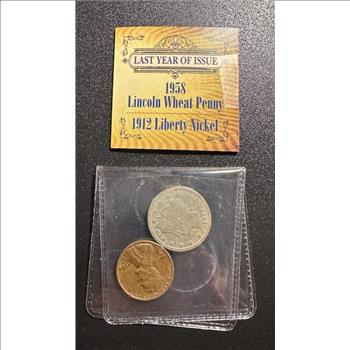 LAST YEAR OF ISSUE
1958
Lincoln Wheat Penny
1912 Liberty Nickel